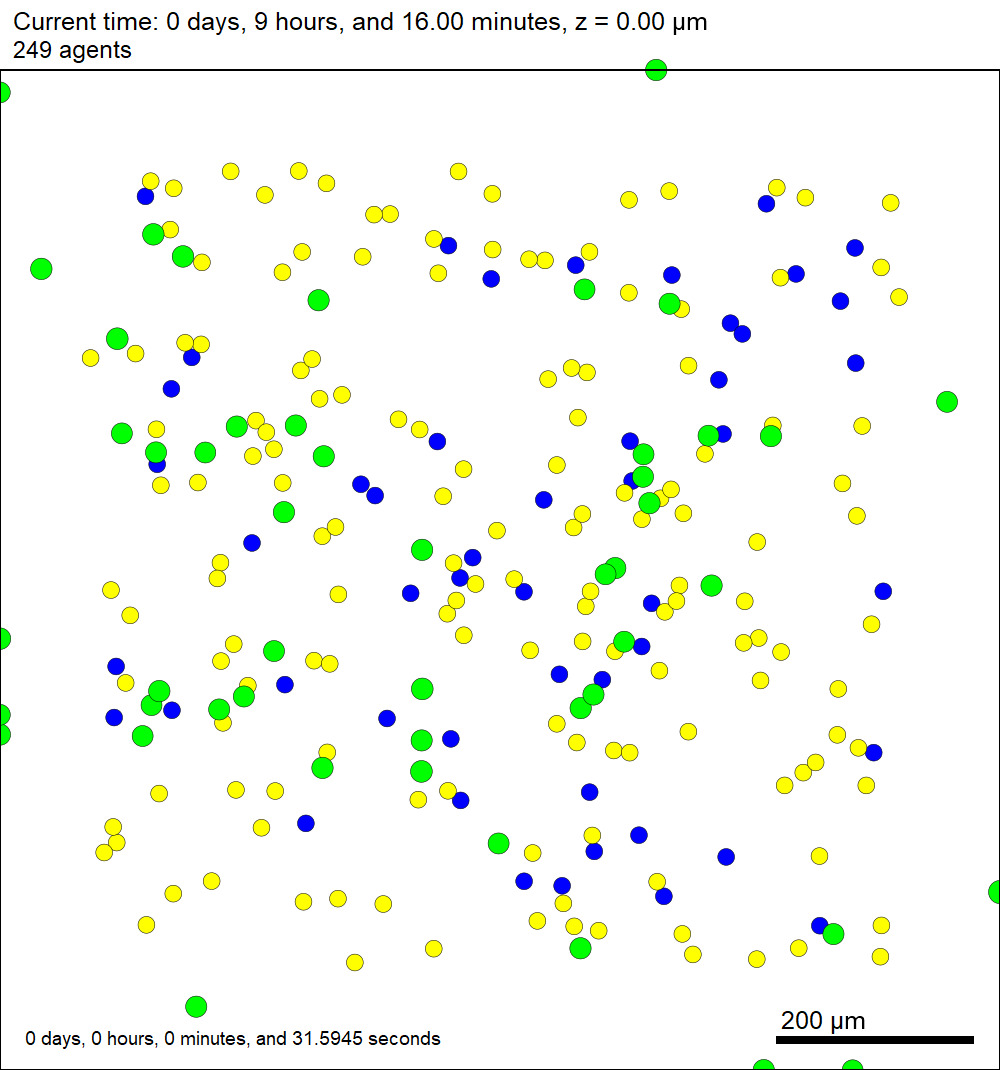 Current time: 0 days, 9 hours, and 16.00 minutes, z = 0.00 µm
249 agents
200 µm
0 days, 0 hours, 0 minutes, and 31.5945 seconds